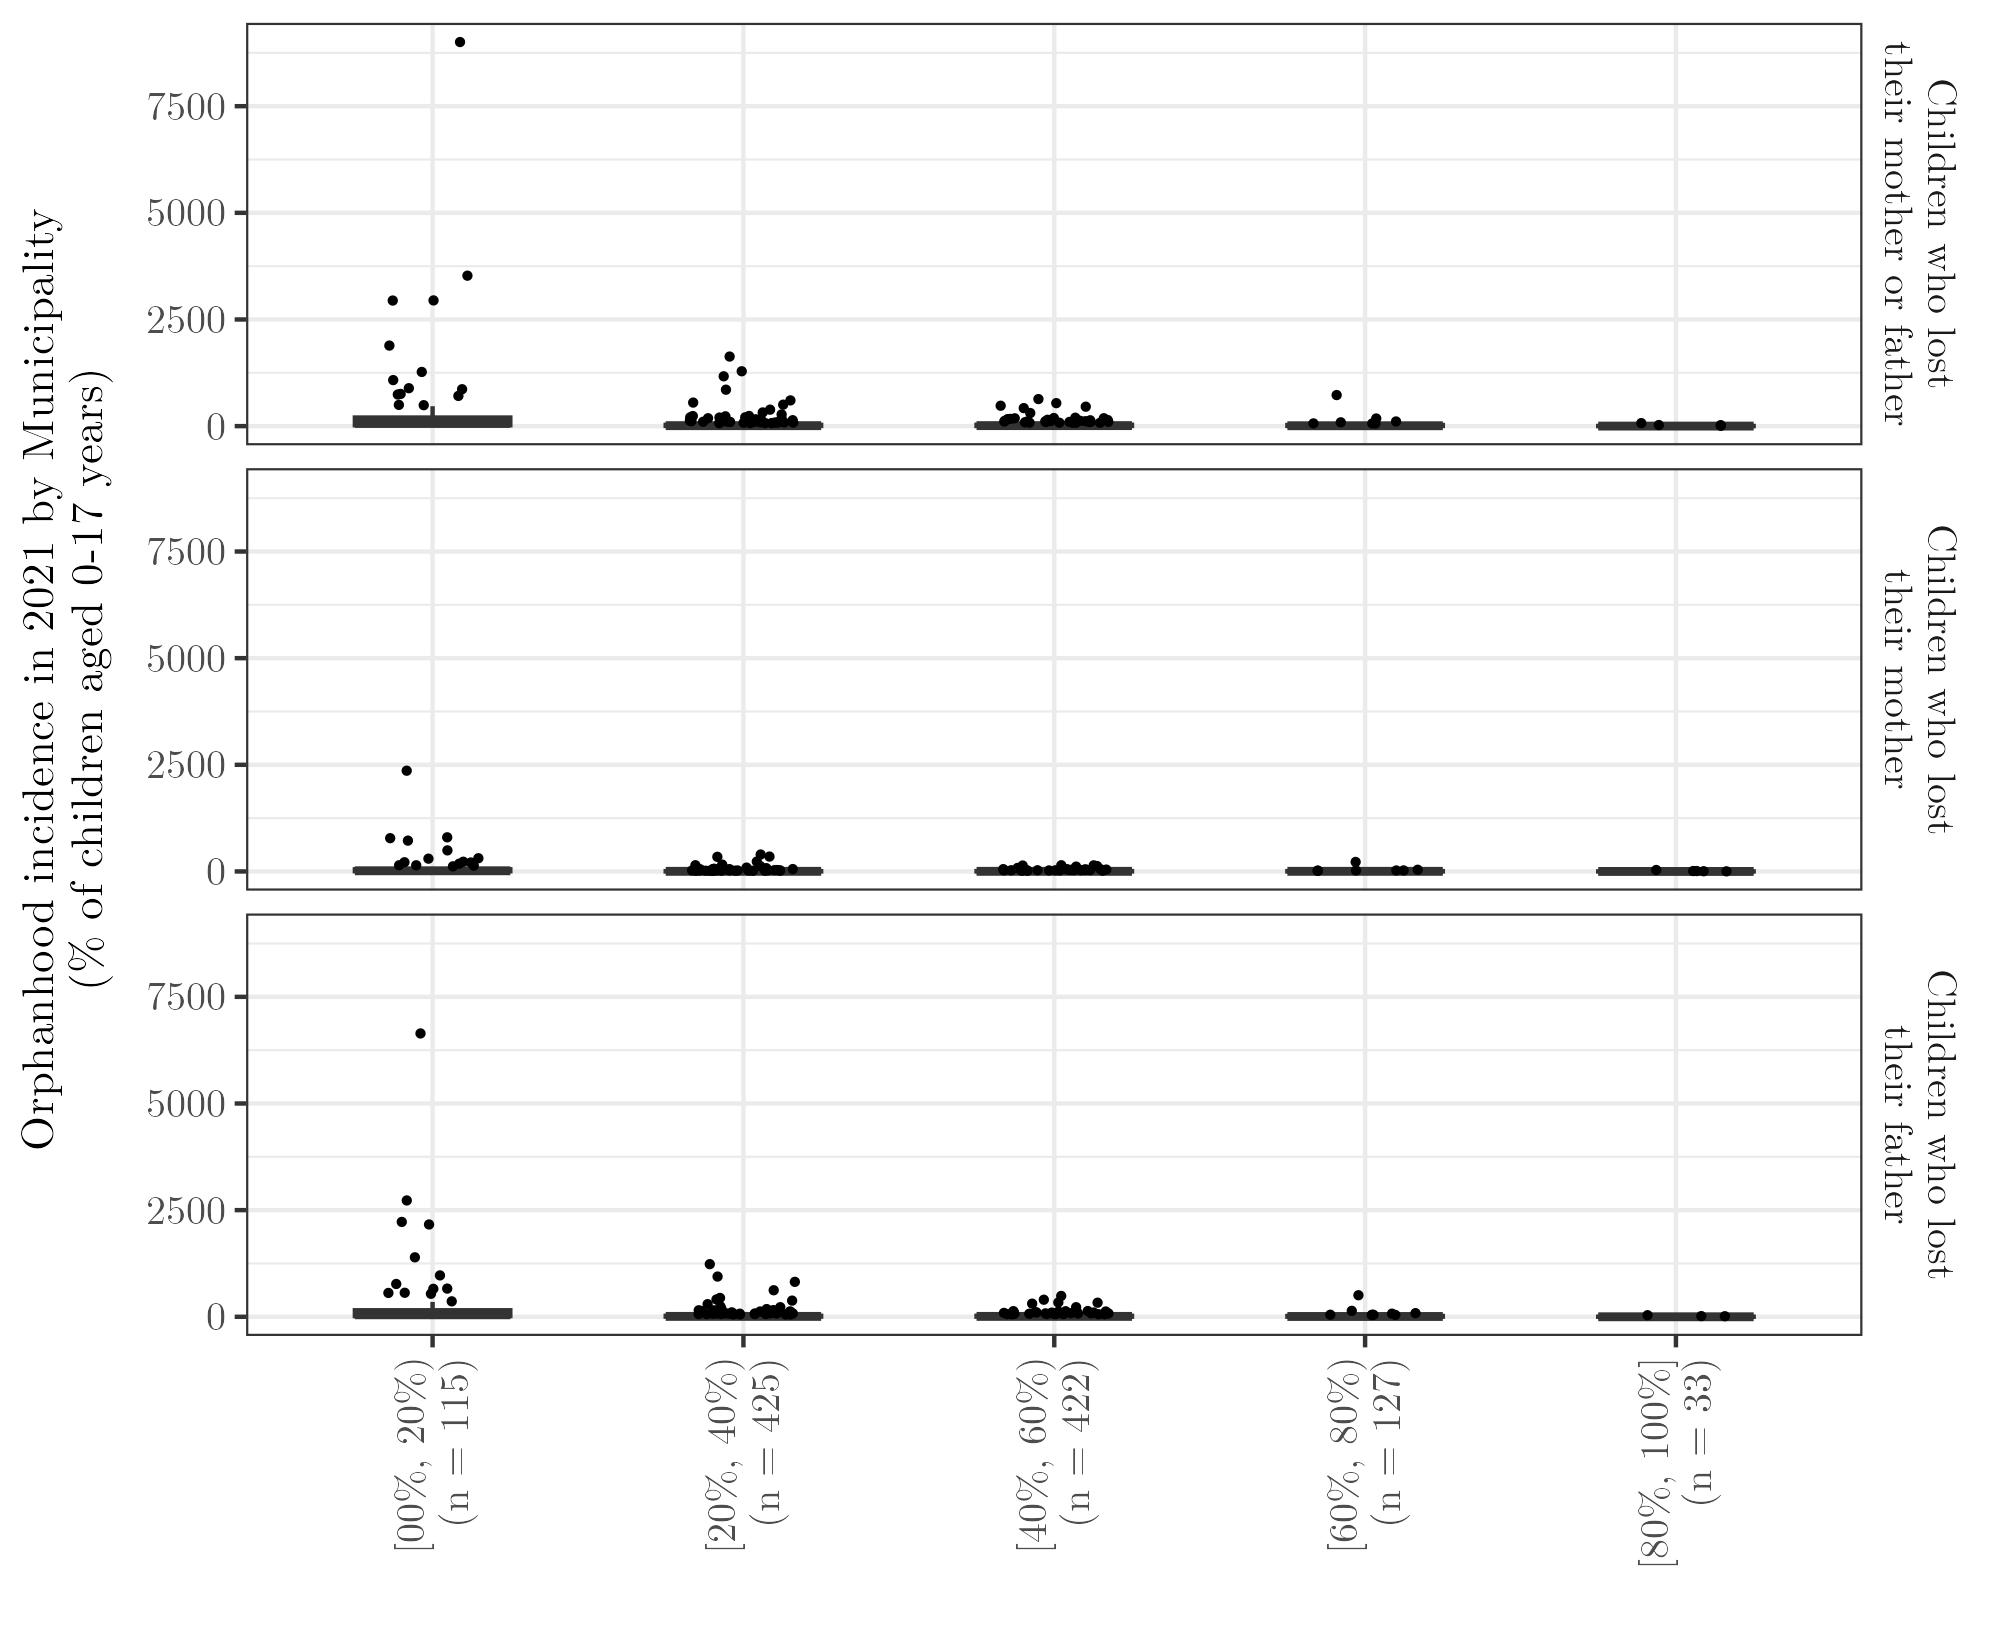 Orphanhood incidence in 2021 by Municipality
(% of children aged 0-17 years)
7500
5000
2500
0
Children who lost
their mother or father
7500
5000
2500
0
Children who lost
their mother
7500
5000
2500
0
Children who lost
their father
[00%, 20%)
(n = 115)
[20%, 40%)
(n = 425)
[40%, 60%)
(n = 422)
[60%, 80%)
(n = 127)
[80%, 100%]
(n = 33)